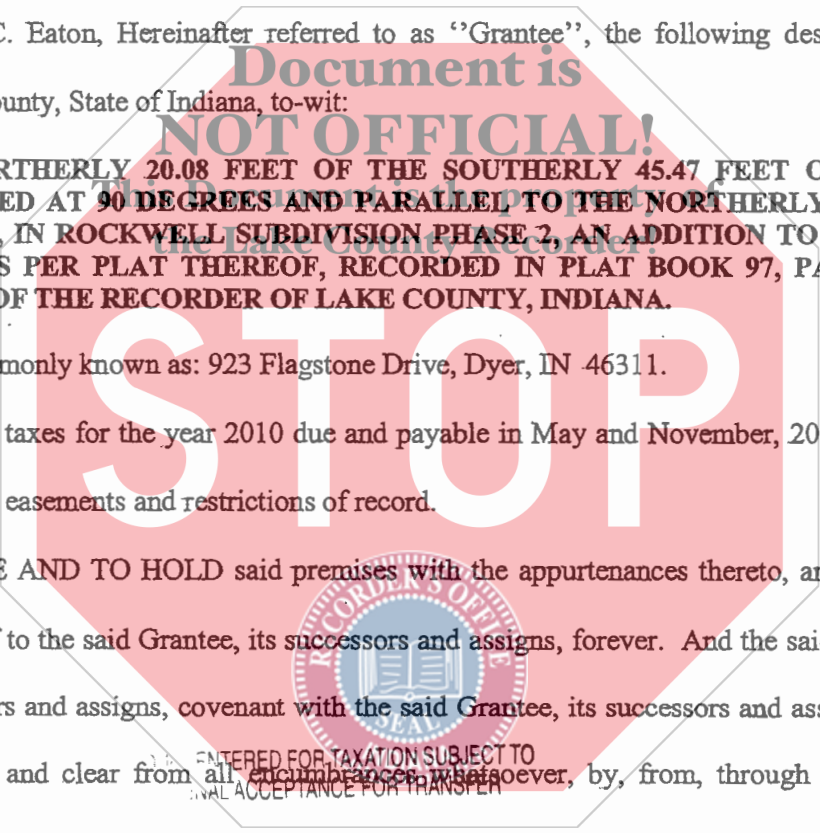 C. Eaton, Hereinafter referred to as ‘’Grantee’’, the following des
Document is
ounty, State of Indiana, to-wit:
NOT OFFICIAL!
RTHERLY 20.08 FEET OF THE SOUTHERLY 45.47 FEET O
This Document is the property of
ED AT 90 DEGREES AND PARALLEL TO THE NORTHERLY
the Lake County Recorder!
, IN ROCKWELL SUBDIVISION PHASE 2, AN ADDITION TO
S PER PLAT THEREOF, RECORDED IN PLAT BOOK 97, PA
OF THE RECORDER OF LAKE COUNTY, INDIANA.
STOP
monly known as: 923 Flagstone Drive, Dyer, IN 46311.
taxes for the year 2010 due and payable in May and November, 20
easements and restrictions of record.
E AND TO HOLD said premises with the appurtenances thereto, an
RECORDER'S OFFICE
to the said Grantee, its successors and assigns, forever. And the sai
rs and assigns, covenant with the said Grantee, its successors and ass
SEAL
ENTERED FOR TAXATION SUBJECT TO
and clear from all encumbrances whatsoever, by, from, through
NAL ACCEPTANCE FOR TRANSFER